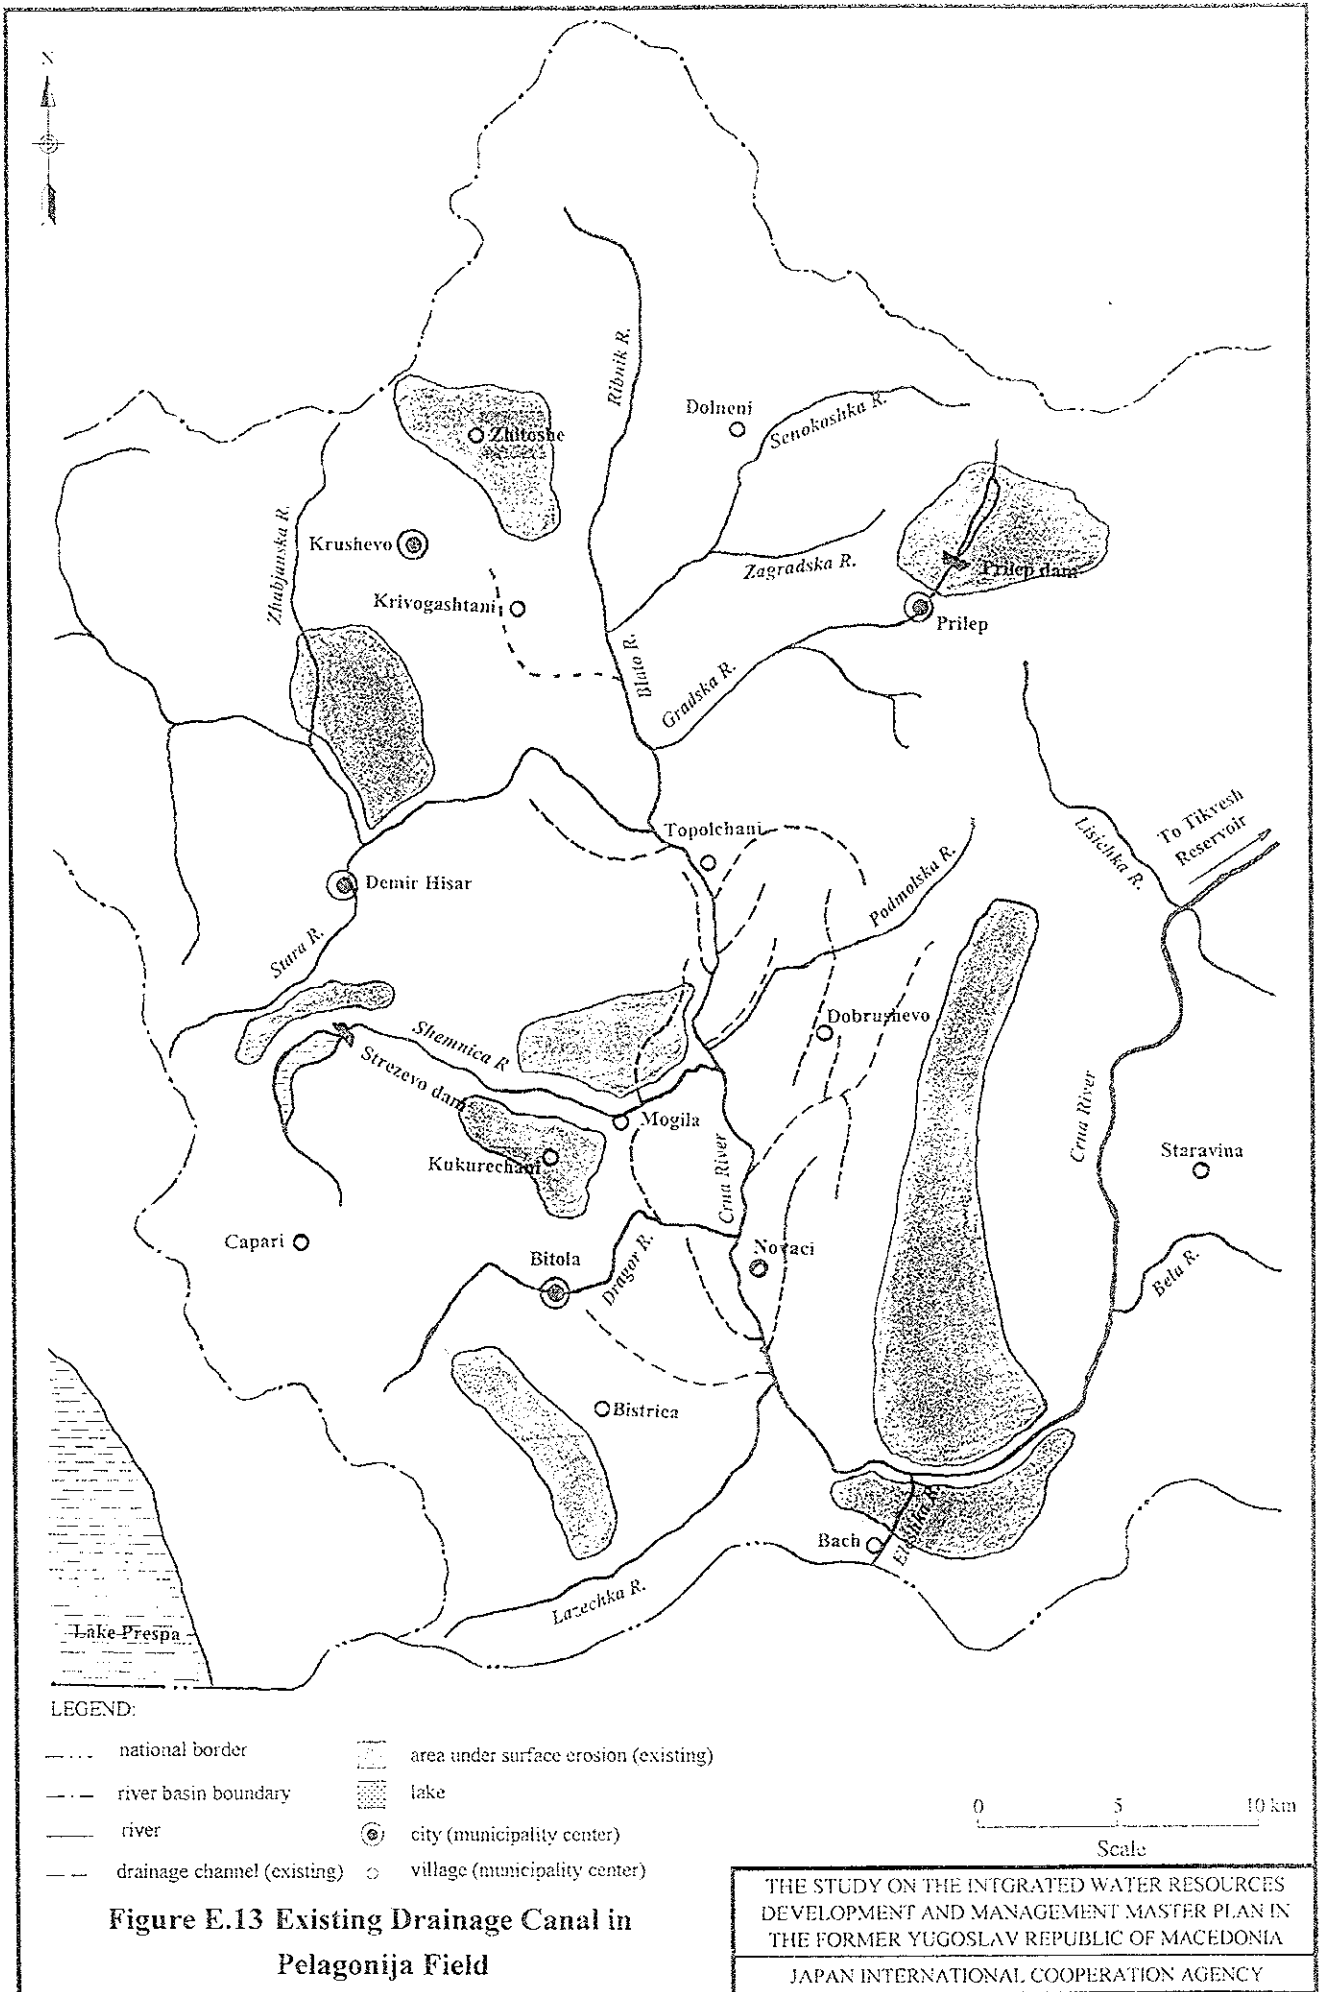 N
Ribnik R.
Dolneni
Senokoshka R.
Zhitoshe
Zhabjanska R.
Krushevo
Zagradska R.
Prilep dam
Krivogashtani
Prilep
Blato R.
Gradska R.
To Tikvesh
Reservoir
Topolchani
Lisichka R.
Podmolska R.
Demir Hisar
Stara R.
Dobrushevo
Shemnica R
Strezevo dam
Mogila
Crna River
Staravina
Kukurechani
Crna River
Capari
Novaci
Bitola
Dragor R.
Bela R.
Bistrica
Bach
Lazechka R.
Lake Prespa
LEGEND:
national border
area under surface erosion (existing)
river basin boundary
lake
river
city (municipality center)
drainage channel (existing)
village (municipality center)
0 5 10 km
Scale
Figure E.13 Existing Drainage Canal in
Pelagonija Field
THE STUDY ON THE INTGRATED WATER RESOURCES
DEVELOPMENT AND MANAGEMENT MASTER PLAN IN
THE FORMER YUGOSLAV REPUBLIC OF MACEDONIA
JAPAN INTERNATIONAL COOPERATION AGENCY